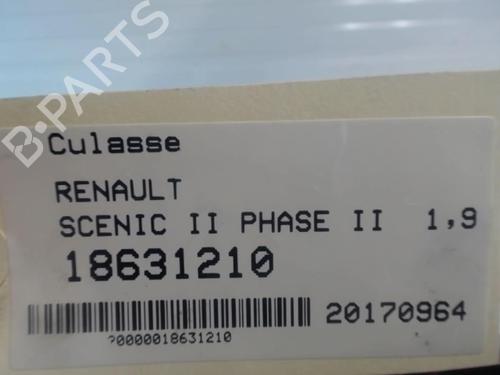 B-PARTS
Culasse
RENAULT
SCENIC II PHASE II 1,9
18631210
20170964
?0000018631210